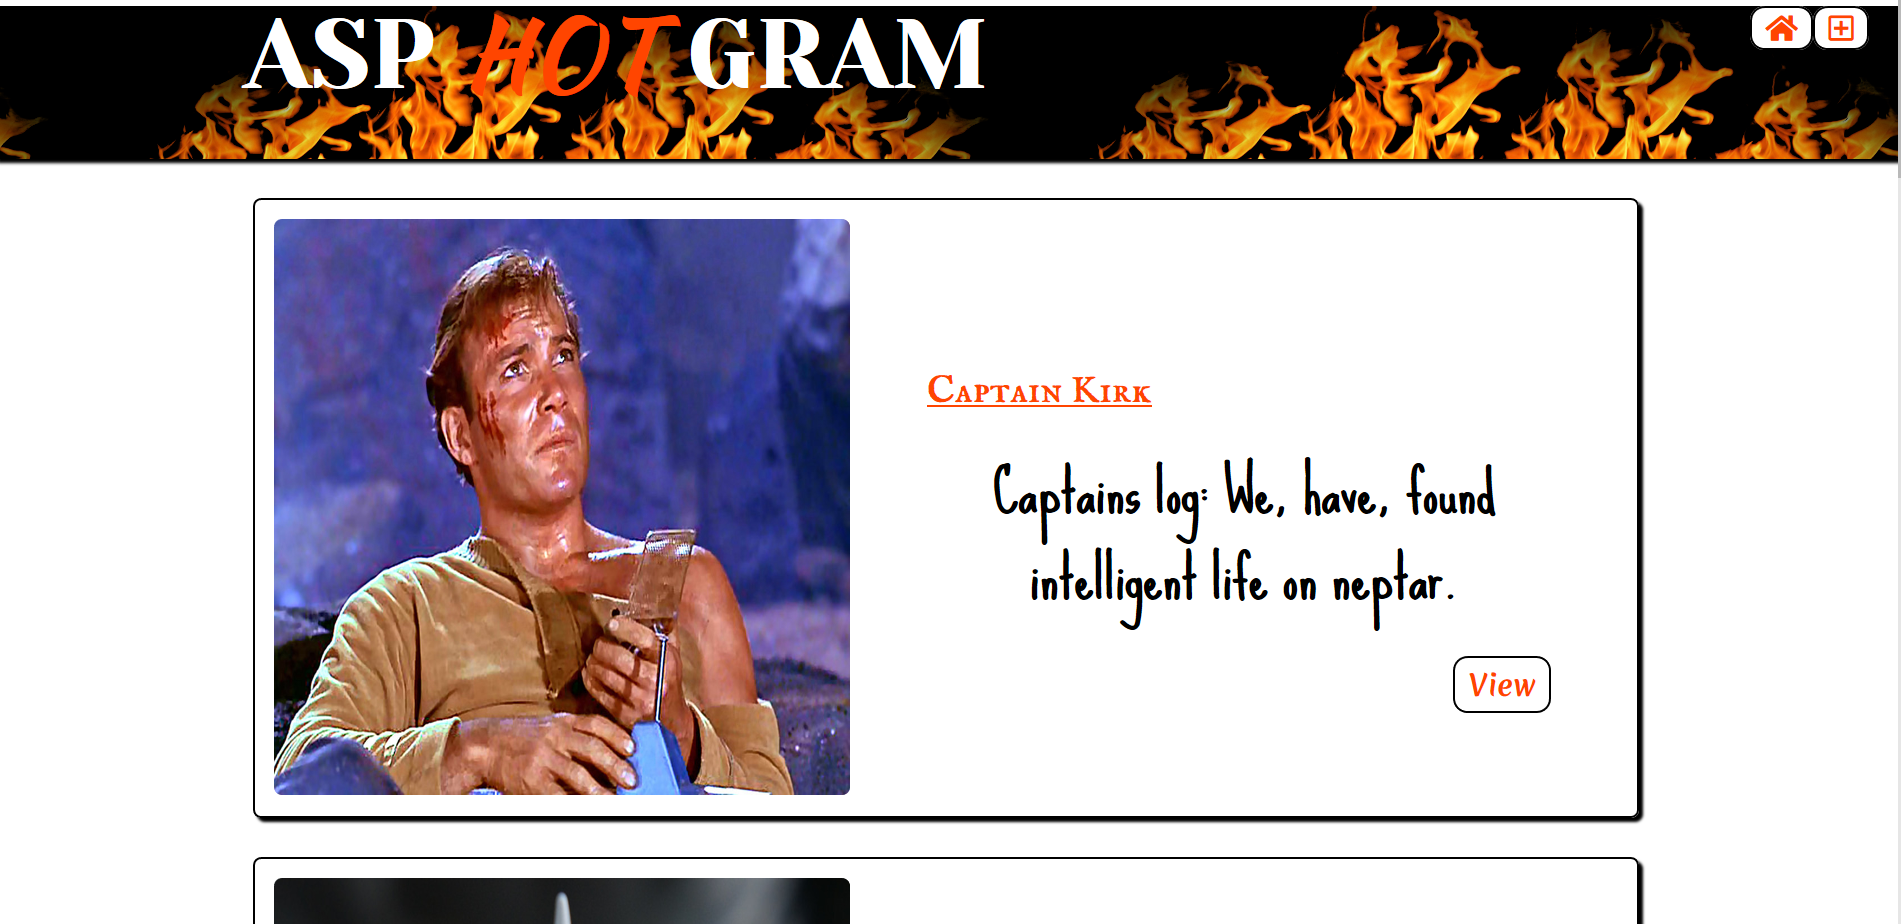 ASP HOT GRAM
Captain Kirk
Captains log: We, have, found
intelligent life on neptar.
View